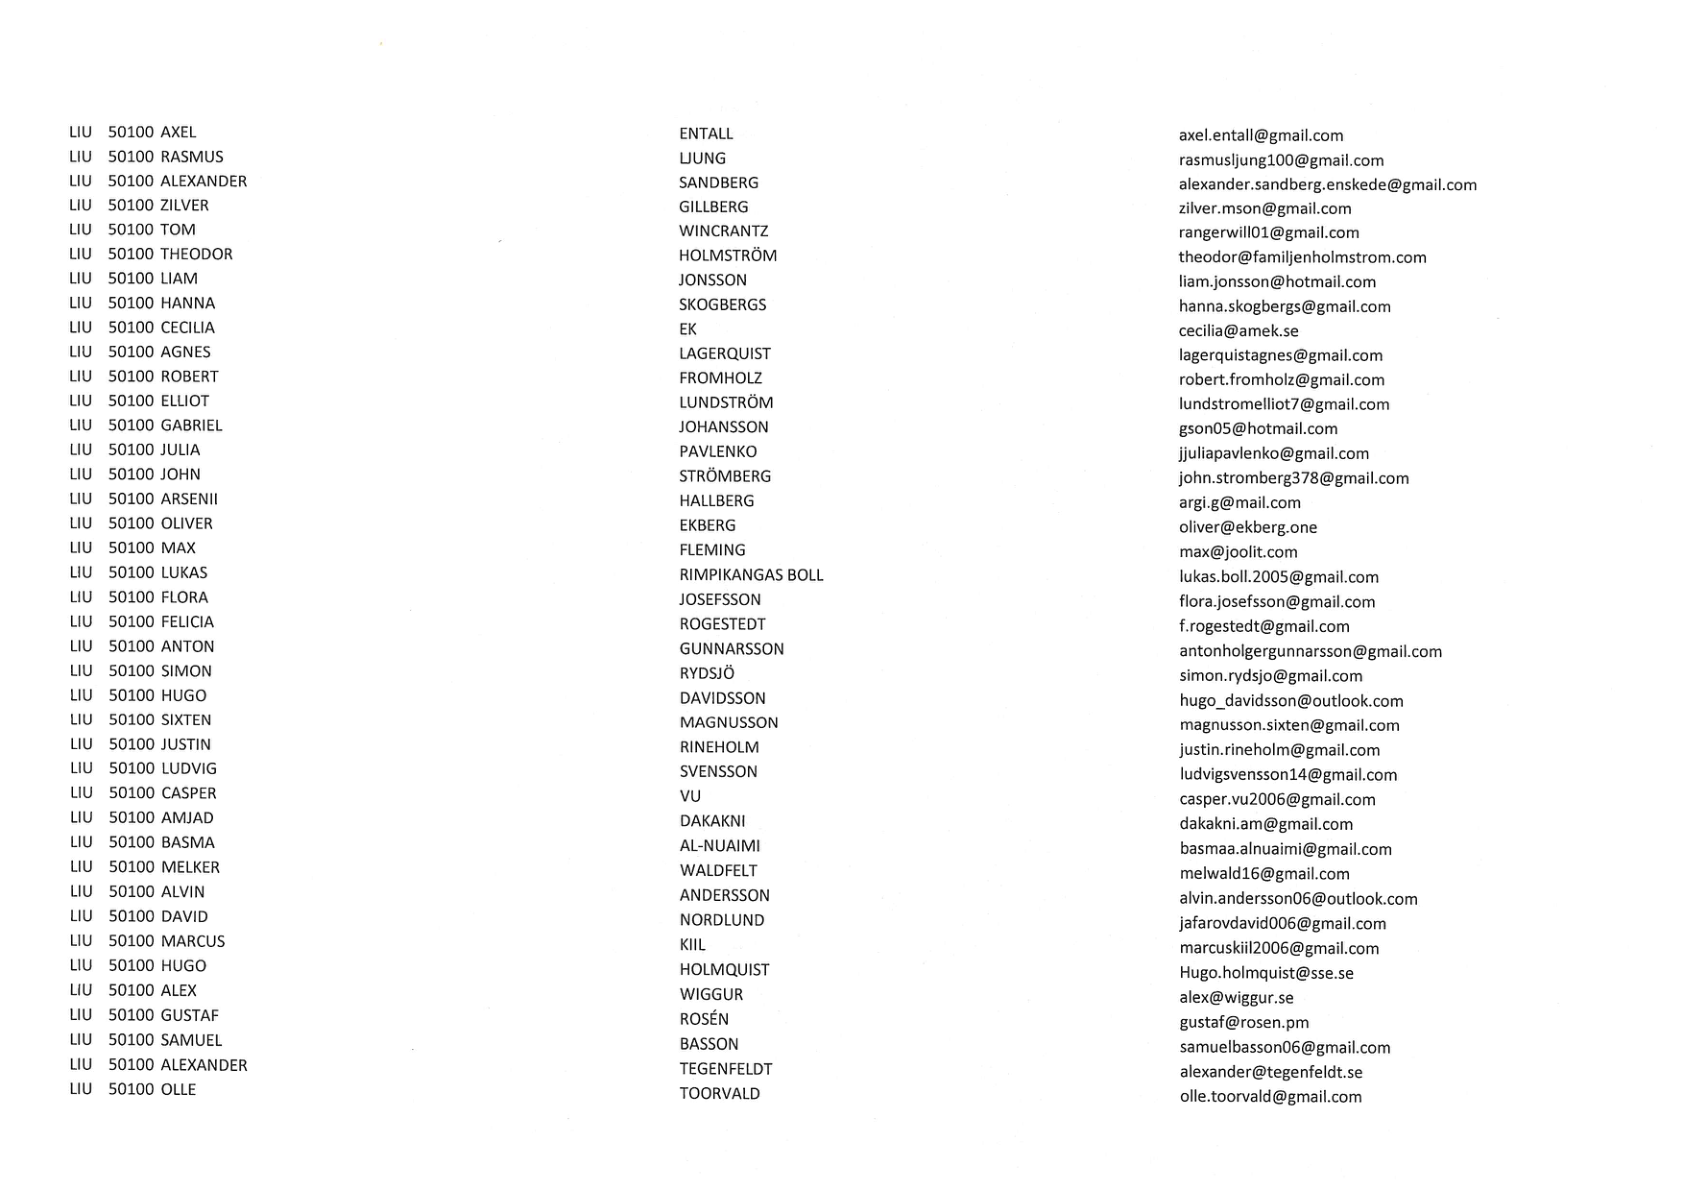 LIU 50100 AXEL ENTALL axel.entall@gmail.com
LIU 50100 RASMUS LJUNG rasmusljung100@gmail.com
LIU 50100 ALEXANDER SANDBERG alexander.sandberg.enskede@gmail.com
LIU 50100 ZILVER GILLBERG zilver.mson@gmail.com
LIU 50100 TOM WINCRANTZ rangerwill01@gmail.com
LIU 50100 THEODOR HOLMSTRÖM theodor@familjenholmstrom.com
LIU 50100 LIAM JONSSON liam.jonsson@hotmail.com
LIU 50100 HANNA SKOGBERGS hanna.skogbergs@gmail.com
LIU 50100 CECILIA EK cecilia@amek.se
LIU 50100 AGNES LAGERQUIST lagerquistagnes@gmail.com
LIU 50100 ROBERT FROMHOLZ robert.fromholz@gmail.com
LIU 50100 ELLIOT LUNDSTRÖM lundstromelliot7@gmail.com
LIU 50100 GABRIEL JOHANSSON gson05@hotmail.com
LIU 50100 JULIA PAVLENKO jjuliapavlenko@gmail.com
LIU 50100 JOHN STRÖMBERG john.stromberg378@gmail.com
LIU 50100 ARSENII HALLBERG argi.g@mail.com
LIU 50100 OLIVER EKBERG oliver@ekberg.one
LIU 50100 MAX FLEMING max@joolit.com
LIU 50100 LUKAS RIMPIKANGAS BOLL lukas.boll.2005@gmail.com
LIU 50100 FLORA JOSEFSSON flora.josefsson@gmail.com
LIU 50100 FELICIA ROGESTEDT f.rogestedt@gmail.com
LIU 50100 ANTON GUNNARSSON antonholgergunnarsson@gmail.com
LIU 50100 SIMON RYDSJÖ simon.rydsjo@gmail.com
LIU 50100 HUGO DAVIDSSON hugo_davidsson@outlook.com
LIU 50100 SIXTEN MAGNUSSON magnusson.sixten@gmail.com
LIU 50100 JUSTIN RINEHOLM justin.rineholm@gmail.com
LIU 50100 LUDVIG SVENSSON ludvigsvensson14@gmail.com
LIU 50100 CASPER VU casper.vu2006@gmail.com
LIU 50100 AMJAD DAKAKNI dakakni.am@gmail.com
LIU 50100 BASMA AL-NUAIMI basmaa.alnuaimi@gmail.com
LIU 50100 MELKER WALDFELT melwald16@gmail.com
LIU 50100 ALVIN ANDERSSON alvin.andersson06@outlook.com
LIU 50100 DAVID NORDLUND jafarovdavid006@gmail.com
LIU 50100 MARCUS KIIL marcuskiil2006@gmail.com
LIU 50100 HUGO HOLMQUIST Hugo.holmquist@sse.se
LIU 50100 ALEX WIGGUR alex@wiggur.se
LIU 50100 GUSTAF ROSÉN gustaf@rosen.pm
LIU 50100 SAMUEL BASSON samuelbasson06@gmail.com
LIU 50100 ALEXANDER TEGENFELDT alexander@tegenfeldt.se
LIU 50100 OLLE TOORVALD olle.toorvald@gmail.com